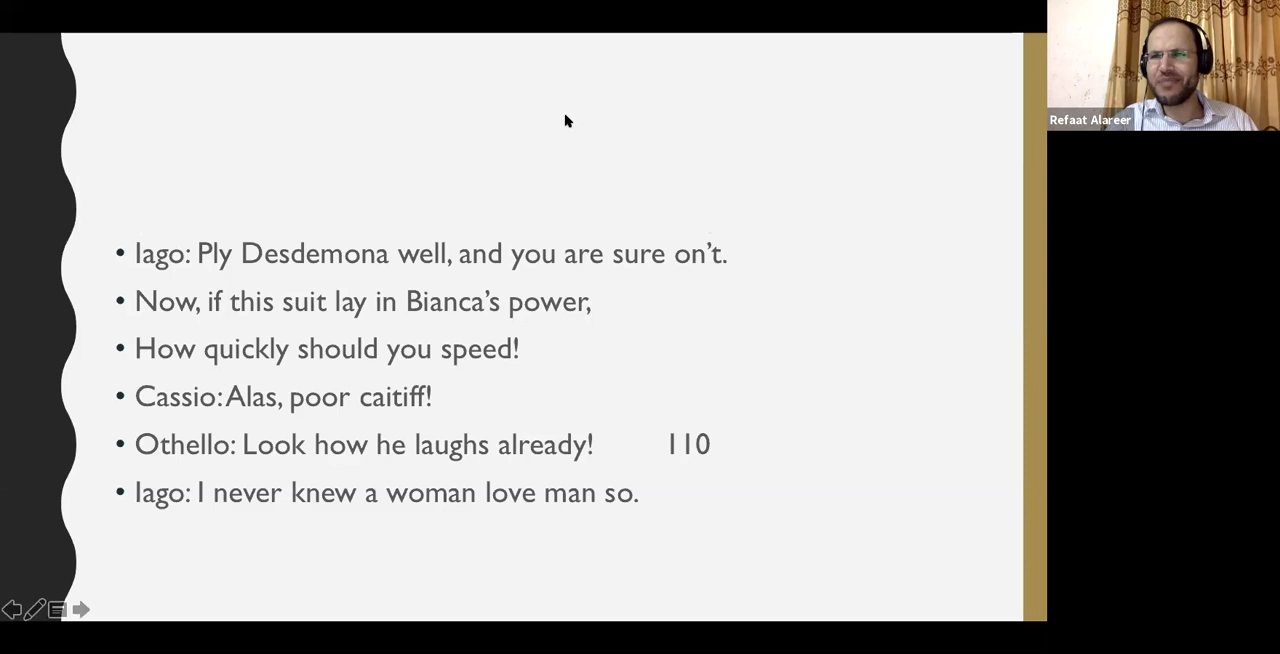 Refaat Alareer
• Iago: Ply Desdemona well, and you are sure on’t.
• Now, if this suit lay in Bianca’s power,
• How quickly should you speed!
• Cassio: Alas, poor caitiff!
• Othello: Look how he laughs already! 110
• Iago: I never knew a woman love man so.